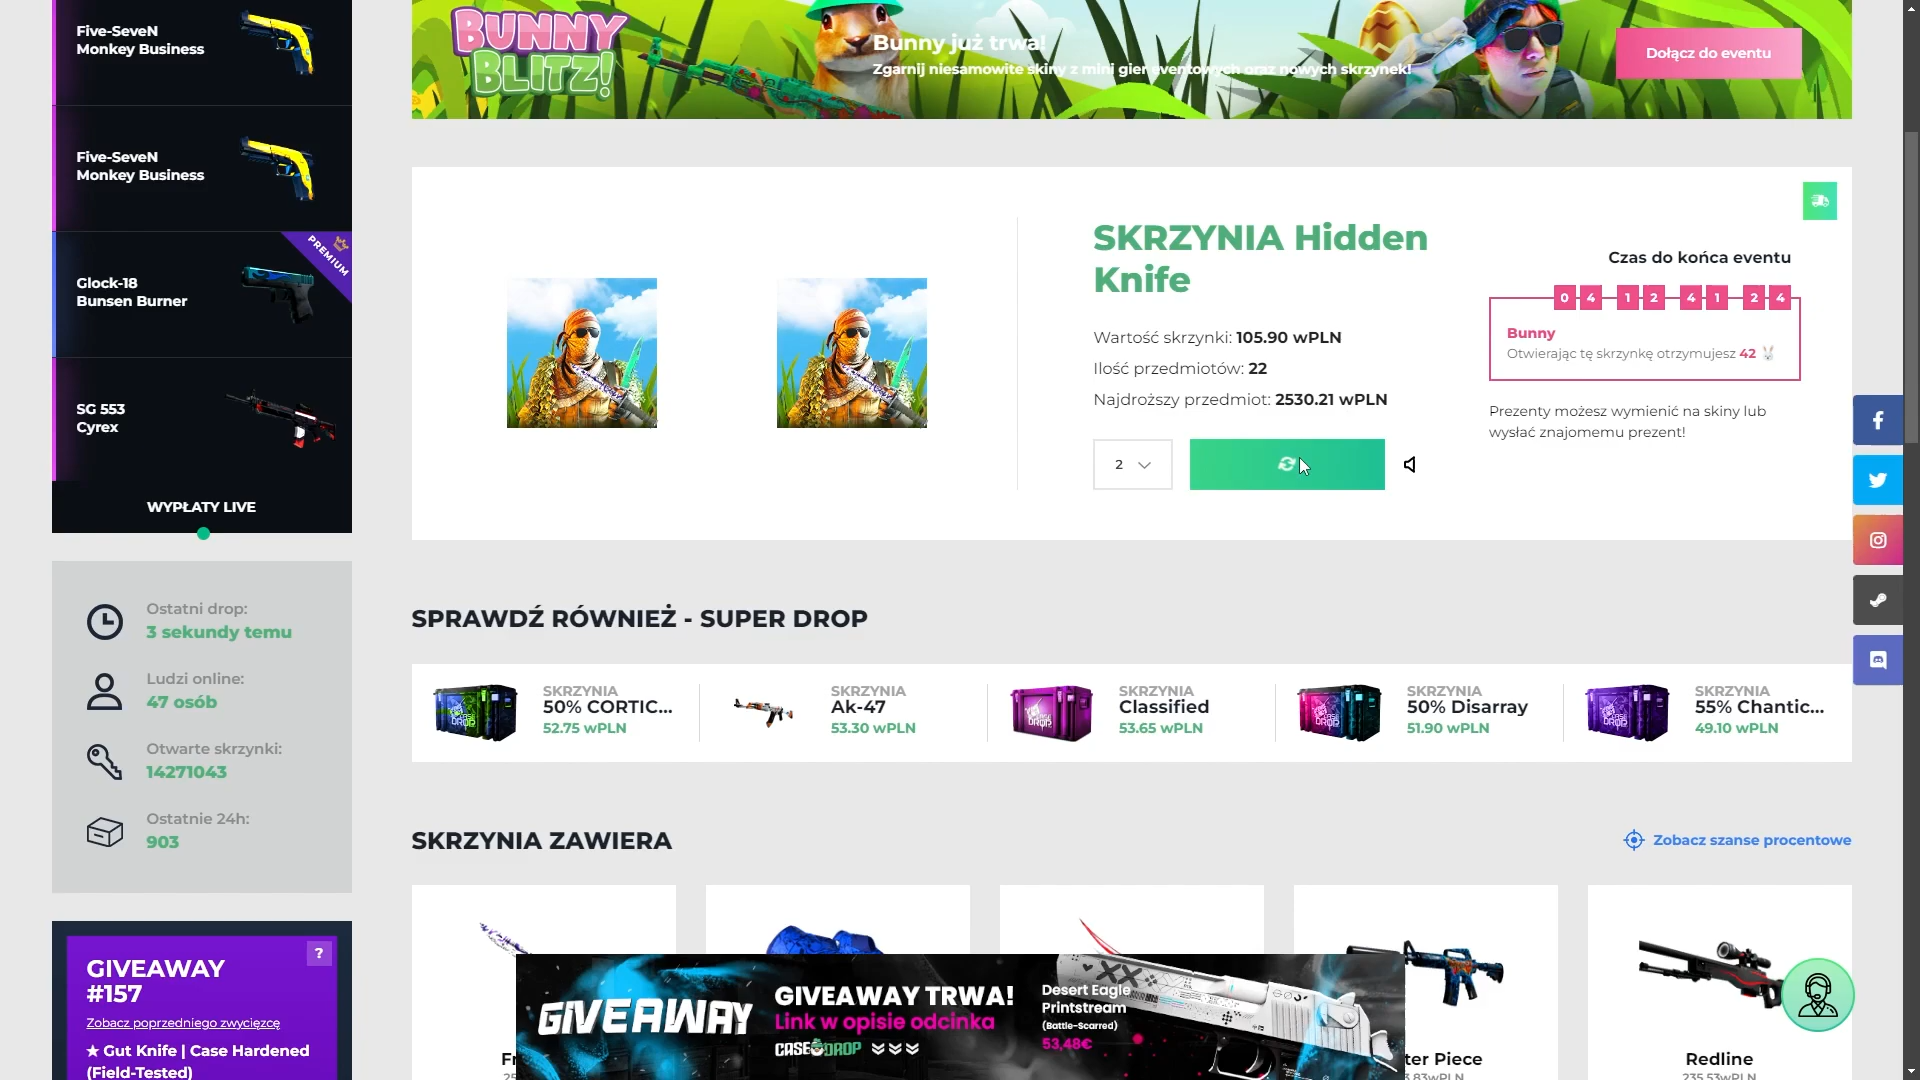 Five-SeveN
Monkey Business
Five-SeveN
Monkey Business
PREMIUM
Glock-18
Bunsen Burner
SG 553
Cyrex
WYPŁATY LIVE
Ostatni drop:
3 sekundy temu
Ludzi online:
47 osób
Otwarte skrzynki:
14271043
Ostatnie 24h:
903
GIVEAWAY
#157
?
Zobacz poprzedniego zwycięzcę
★ Gut Knife | Case Hardened
(Field-Tested)
BUNNY
BLITZ!
Bunny już trwa!
Zgarnij niesamowite skiny z mini gier eventowych oraz nowych skrzynek!
Dołącz do eventu
SKRZYNIA Hidden
Knife
Wartość skrzynki: 105.90 wPLN
Ilość przedmiotów: 22
Najdroższy przedmiot: 2530.21 wPLN
2
Czas do końca eventu
0 4 1 2 4 1 2 4
Bunny
Otwierając tę skrzynkę otrzymujesz 42 🐰
Prezenty możesz wymienić na skiny lub
wysłać znajomemu prezent!
SPRAWDŹ RÓWNIEŻ - SUPER DROP
SKRZYNIA
50% CORTIC...
52.75 wPLN
SKRZYNIA
Ak-47
53.30 wPLN
SKRZYNIA
Classified
53.65 wPLN
SKRZYNIA
50% Disarray
51.90 wPLN
SKRZYNIA
55% Chantic...
49.10 wPLN
SKRZYNIA ZAWIERA
Zobacz szanse procentowe
GIVEAWAY
GIVEAWAY TRWA!
Link w opisie odcinka
CASEDROP
Desert Eagle
Printstream
(Battle-Scarred)
53,48€
ter Piece
Redline
235.53wPLN